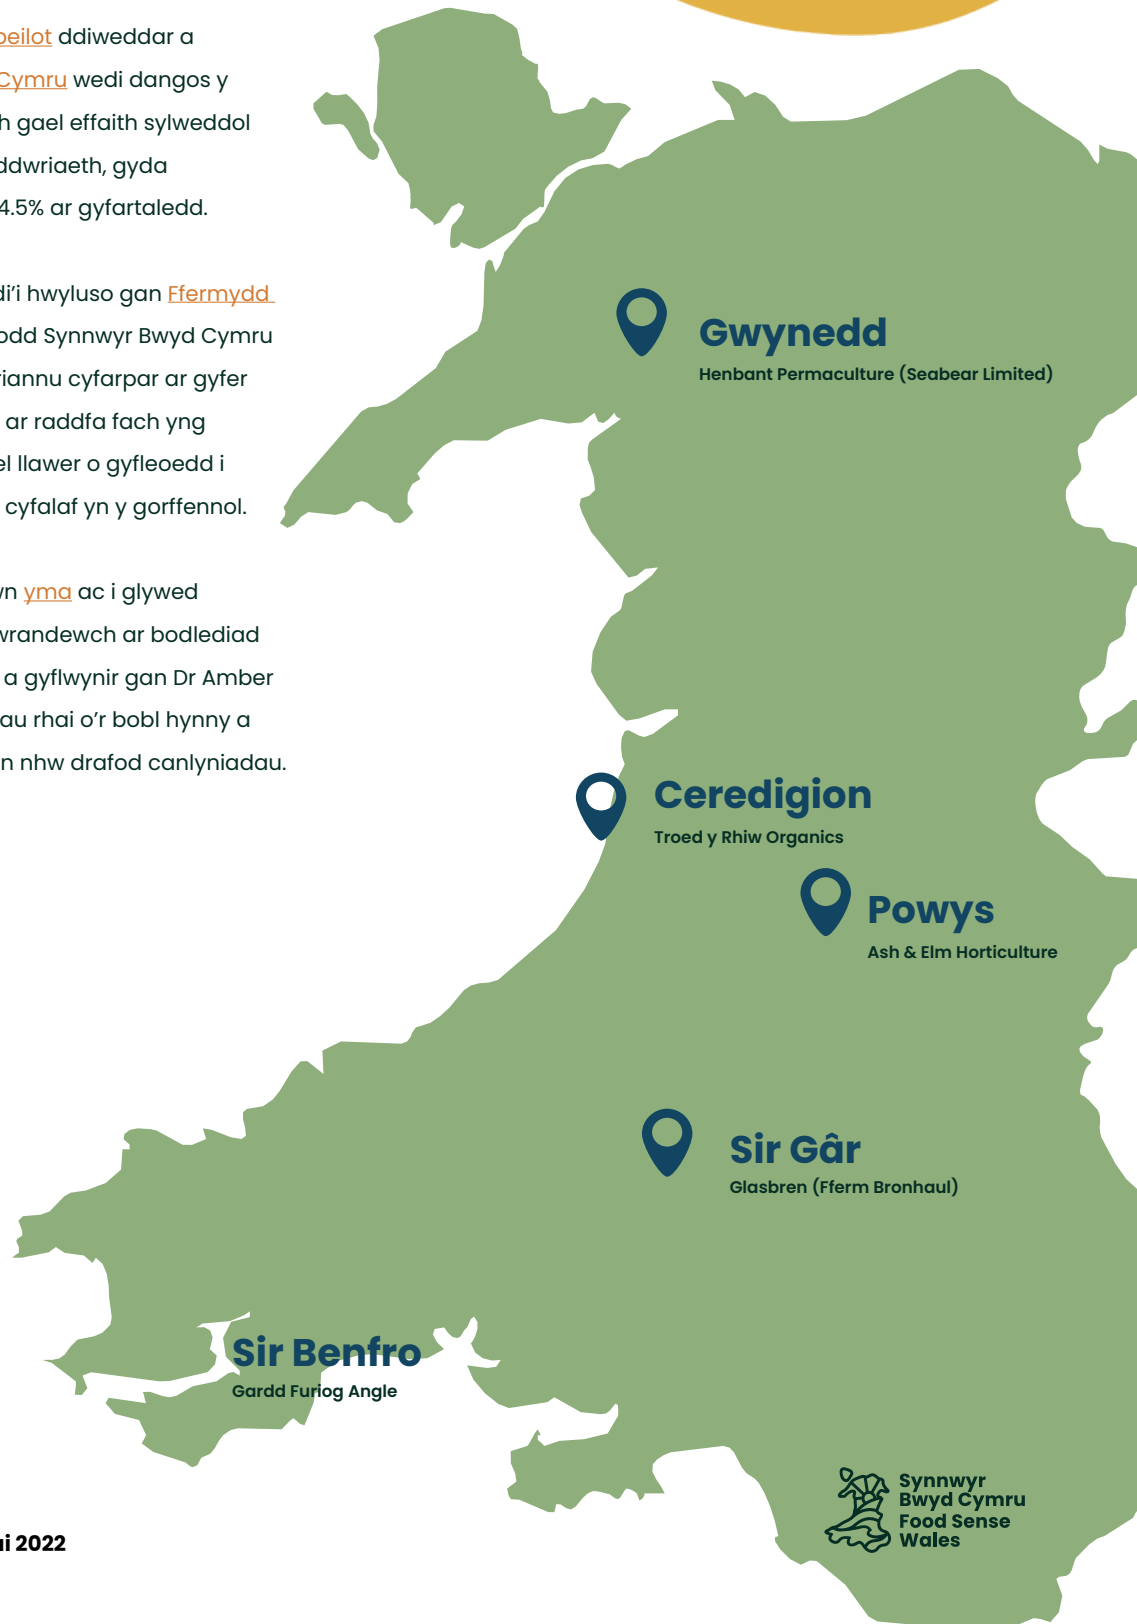 peilot ddiweddar a
Cymru wedi dangos y
h gael effaith sylweddol
ddwriaeth, gyda
4.5% ar gyfartaledd.
di'i hwyluso gan Ffermydd
odd Synnwyr Bwyd Cymru
riannu cyfarpar ar gyfer
ar raddfa fach yng
el llawer o gyfleoedd i
cyfalaf yn y gorffennol.
wn yma ac i glywed
wrandewch ar bodlediad
a gyflwynir gan Dr Amber
au rhai o'r bobl hynny a
n nhw drafod canlyniadau.
Gwynedd
Henbant Permaculture (Seabear Limited)
Ceredigion
Troed y Rhiw Organics
Powys
Ash & Elm Horticulture
Sir Gâr
Glasbren (Fferm Bronhaul)
Sir Benfro
Gardd Furiog Angle
Synnwyr
Bwyd Cymru
Food Sense
Wales
ai 2022